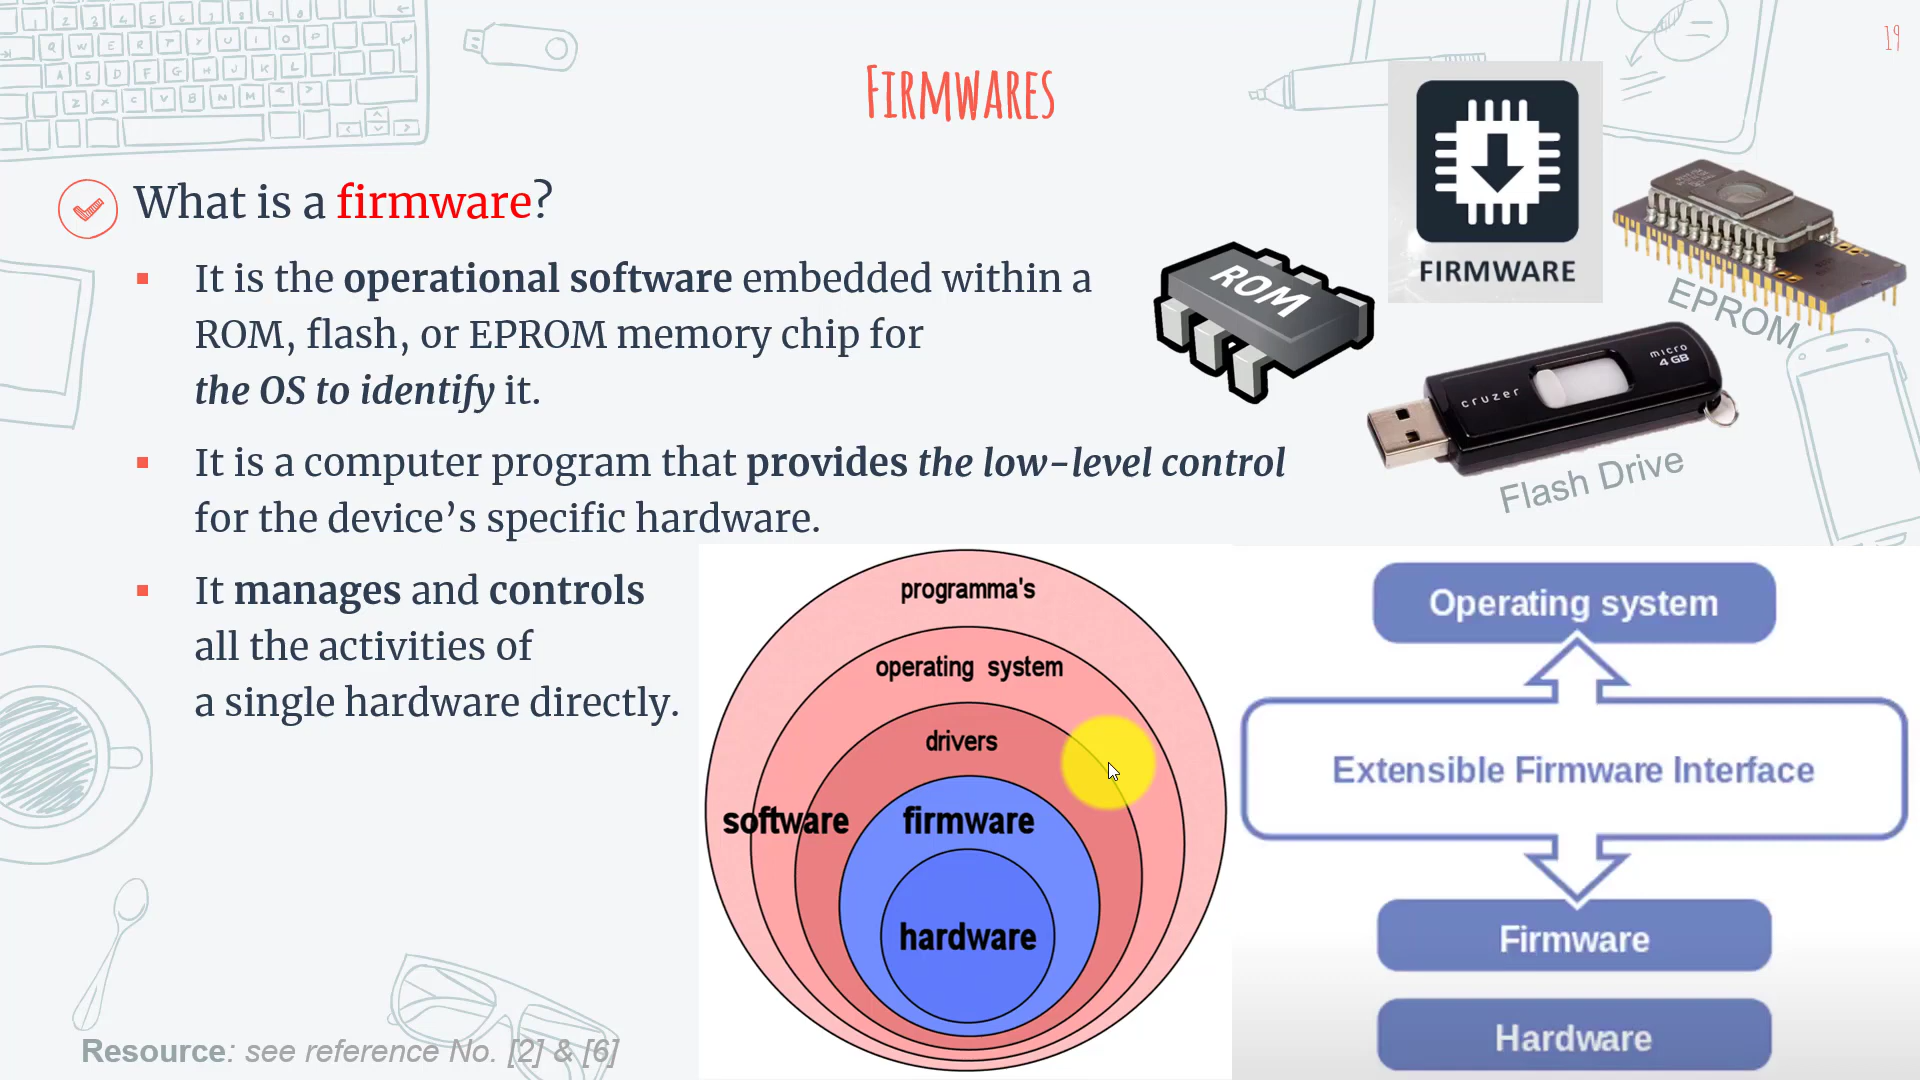 19
FIRMWARES
What is a firmware?
It is the operational software embedded within a
ROM, flash, or EPROM memory chip for
the OS to identify it.
It is a computer program that provides the low-level control
for the device's specific hardware.
It manages and controls
all the activities of
a single hardware directly.
ROM
FIRMWARE
EPROM
cruzer
micro
4 GB
Flash Drive
programma's
operating system
drivers
software
firmware
hardware
Operating system
Extensible Firmware Interface
Firmware
Hardware
Resource: see reference No. [2] & [6]